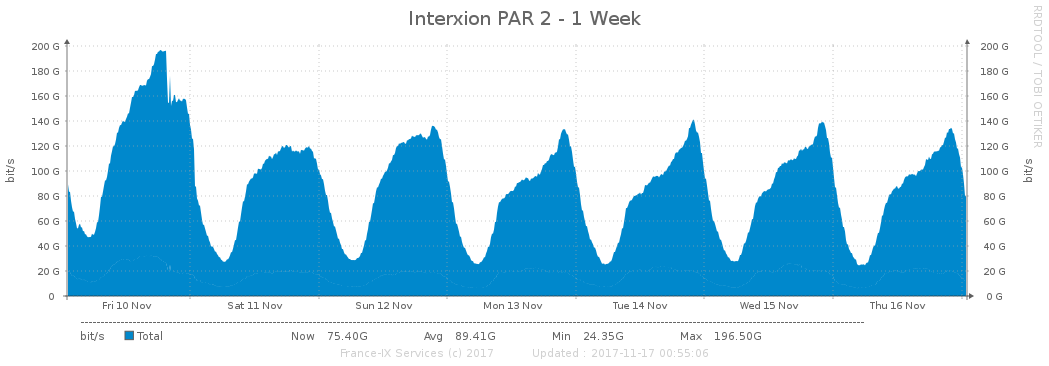 Interxion PAR 2 - 1 Week
RRDTOOL / TOBI OETIKER
bit/s
200 G 200 G
180 G 180 G
160 G 160 G
140 G 140 G
120 G 120 G
100 G 100 G
80 G 80 G
60 G 60 G
40 G 40 G
20 G 20 G
0 0 G
bit/s
Fri 10 Nov Sat 11 Nov Sun 12 Nov Mon 13 Nov Tue 14 Nov Wed 15 Nov Thu 16 Nov
bit/s Total Now 75.40G Avg 89.41G Min 24.35G Max 196.50G
France-IX Services (c) 2017 Updated : 2017-11-17 00:55:06